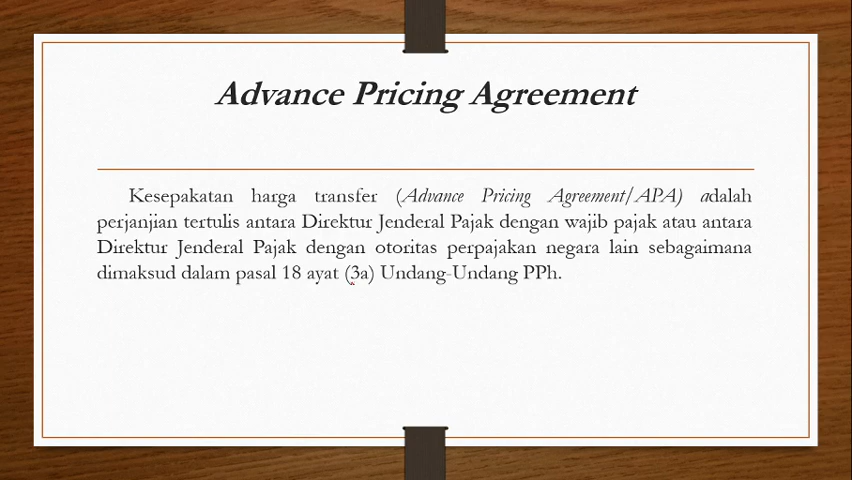 Advance Pricing Agreement
Kesepakatan harga transfer (Advance Pricing Agreement/APA) adalah
perjanjian tertulis antara Direktur Jenderal Pajak dengan wajib pajak atau antara
Direktur Jenderal Pajak dengan otoritas perpajakan negara lain sebagaimana
dimaksud dalam pasal 18 ayat (3a) Undang-Undang PPh.